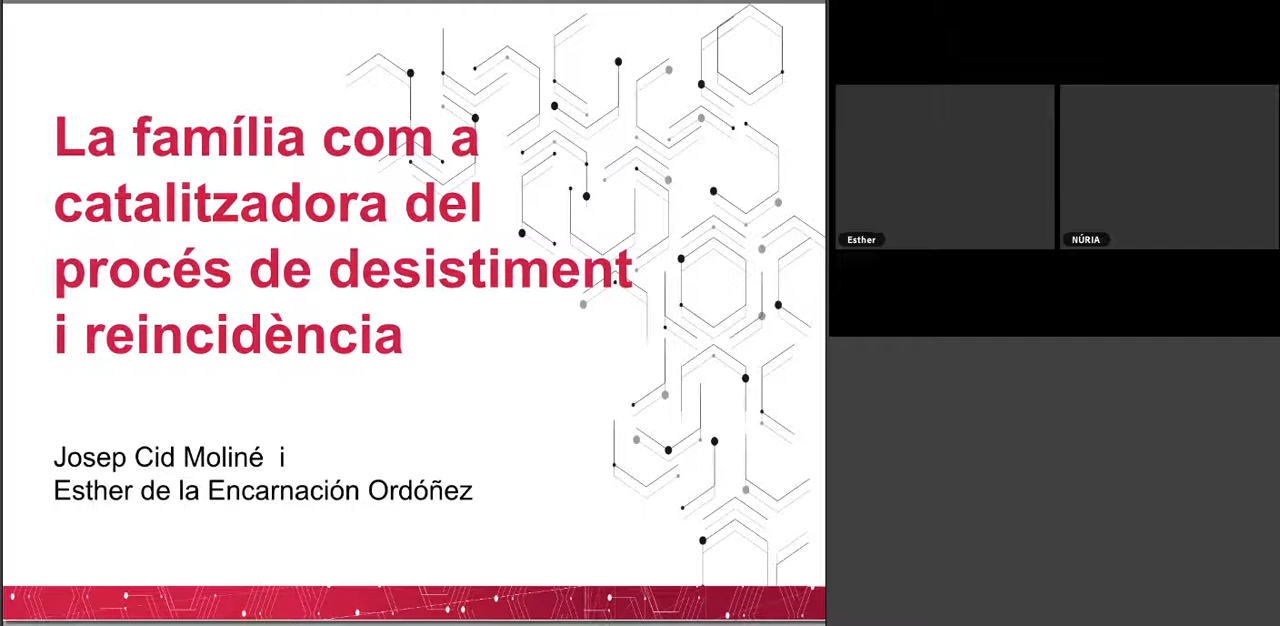 La família com a
catalitzadora del
procés de desistiment
i reincidència
Josep Cid Moliné i
Esther de la Encarnación Ordóñez
Esther
NÚRIA